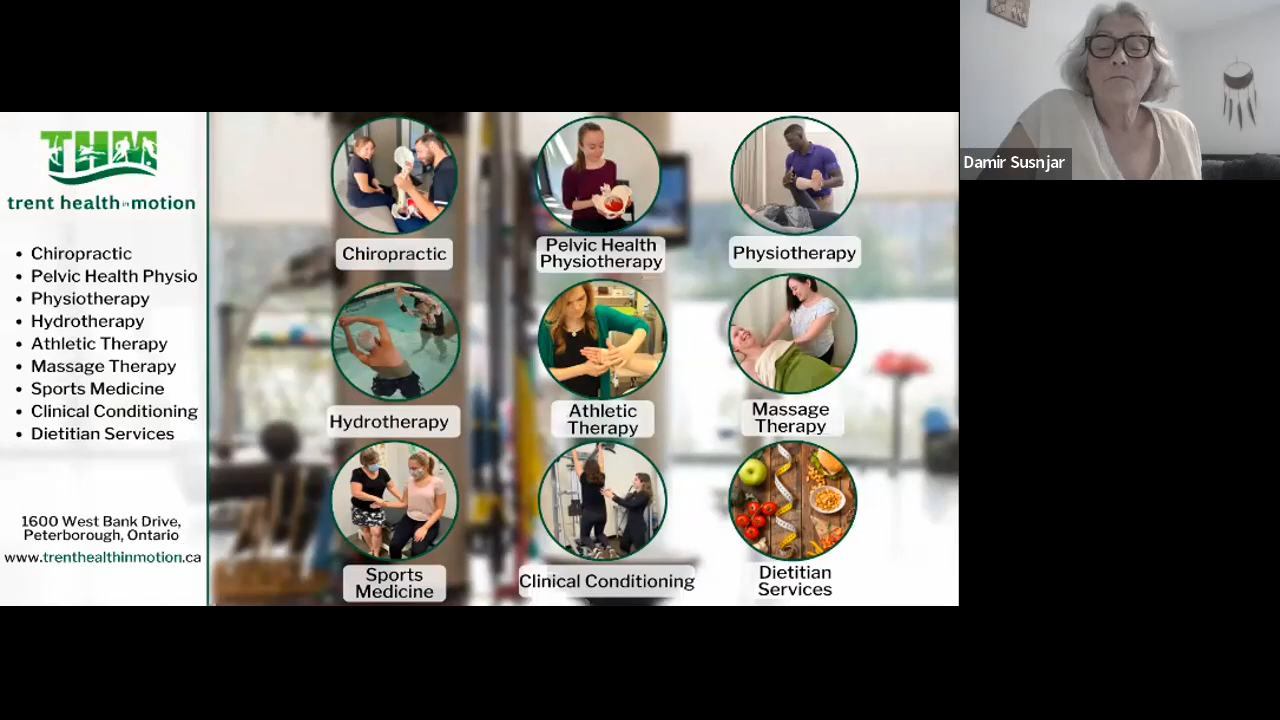 THM
trent health in motion
Chiropractic
Pelvic Health Physio
Physiotherapy
Hydrotherapy
Athletic Therapy
Massage Therapy
Sports Medicine
Clinical Conditioning
Dietitian Services
1600 West Bank Drive,
Peterborough, Ontario
www.trenthealthinmotion.ca
Chiropractic
Pelvic Health
Physiotherapy
Physiotherapy
Hydrotherapy
Athletic
Therapy
Massage
Therapy
Sports
Medicine
Clinical Conditioning
Dietitian
Services
Damir Susnjar